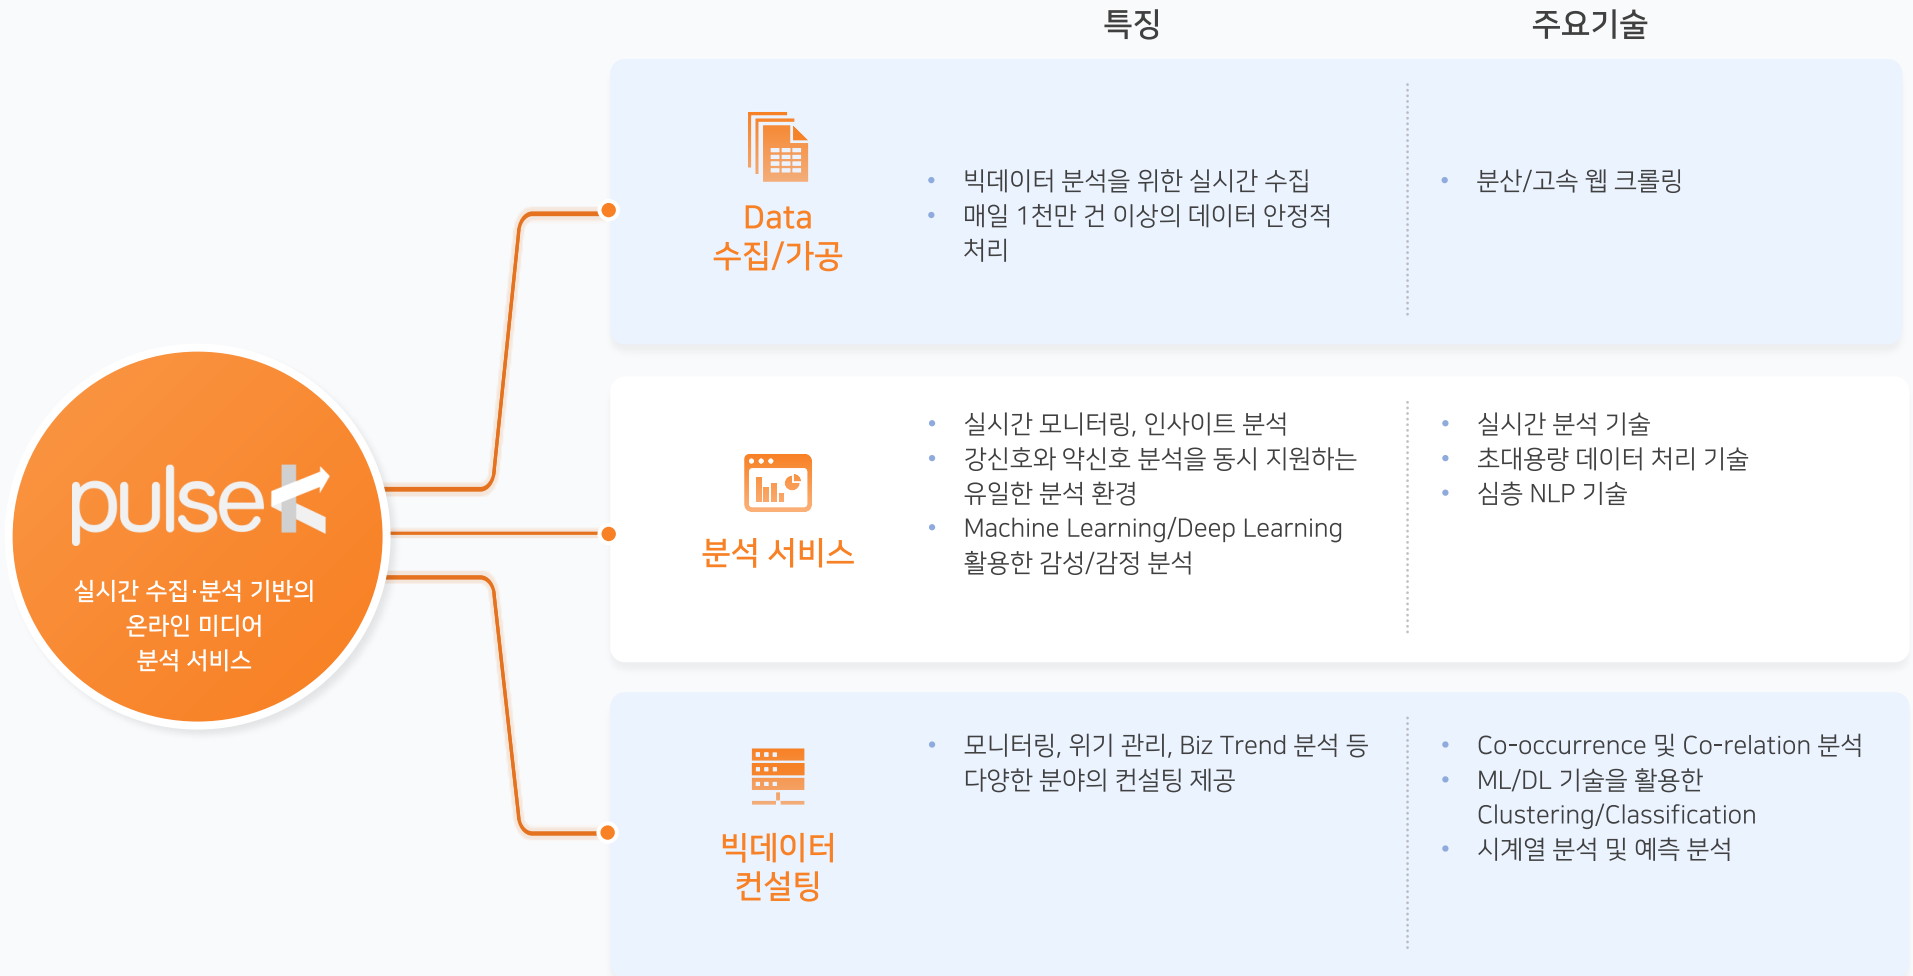 특징
주요기술
Data
수집/가공
• 빅데이터 분석을 위한 실시간 수집
• 매일 1천만 건 이상의 데이터 안정적
처리
• 분산/고속 웹 크롤링
pulseK
실시간 수집·분석 기반의
온라인 미디어
분석 서비스
분석 서비스
• 실시간 모니터링, 인사이트 분석
• 강신호와 약신호 분석을 동시 지원하는
유일한 분석 환경
• Machine Learning/Deep Learning
활용한 감성/감정 분석
• 실시간 분석 기술
• 초대용량 데이터 처리 기술
• 심층 NLP 기술
빅데이터
컨설팅
• 모니터링, 위기 관리, Biz Trend 분석 등
다양한 분야의 컨설팅 제공
• Co-occurrence 및 Co-relation 분석
• ML/DL 기술을 활용한
Clustering/Classification
• 시계열 분석 및 예측 분석